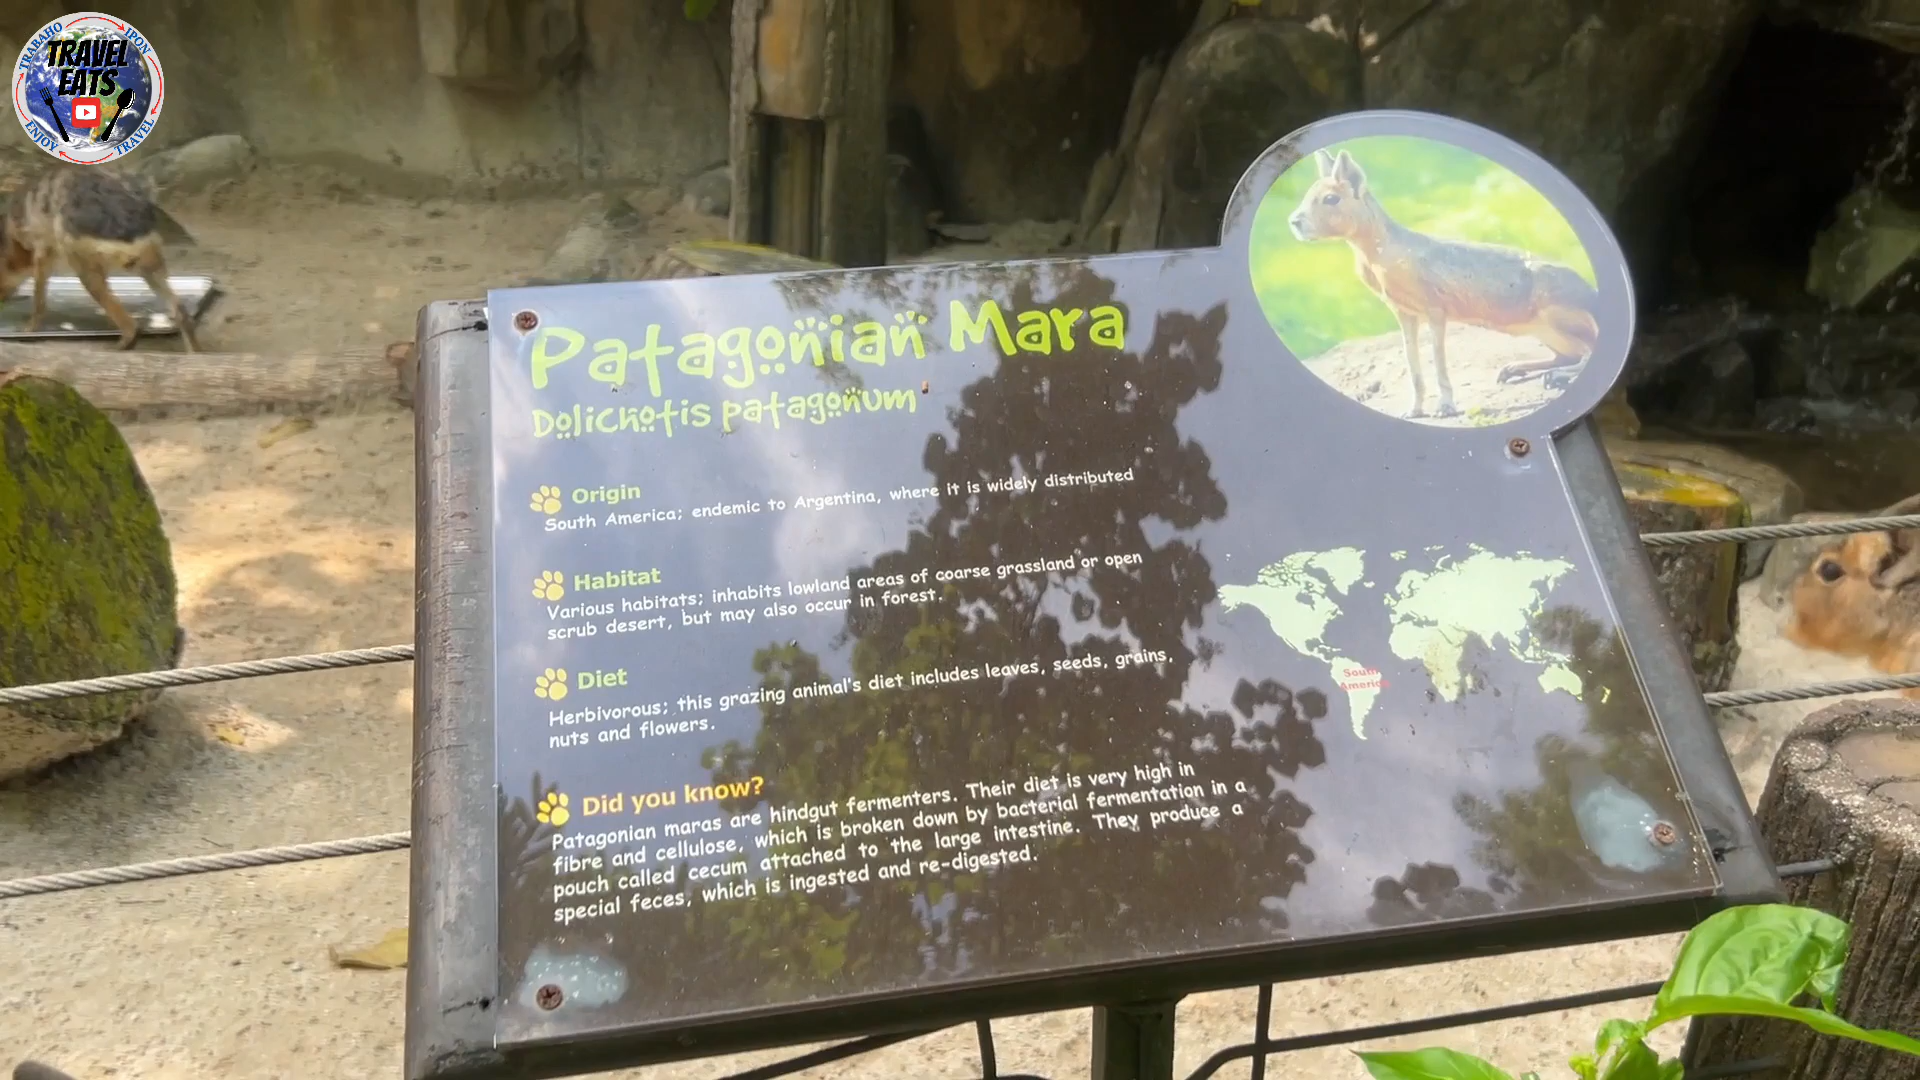 TRABAHO
IPON
TRAVEL
EATS
ENJOY
TRAVEL
Patagonian Mara
Dolichotis patagonum
Origin
South America; endemic to Argentina, where it is widely distributed
Habitat
Various habitats; inhabits lowland areas of coarse grassland or open
scrub desert, but may also occur in forest.
Diet
Herbivorous; this grazing animal's diet includes leaves, seeds, grains,
nuts and flowers.
Did you know?
Patagonian maras are hindgut fermenters. Their diet is very high in
fibre and cellulose, which is broken down by bacterial fermentation in a
pouch called cecum attached to the large intestine. They produce a
special feces, which is ingested and re-digested.
South
America